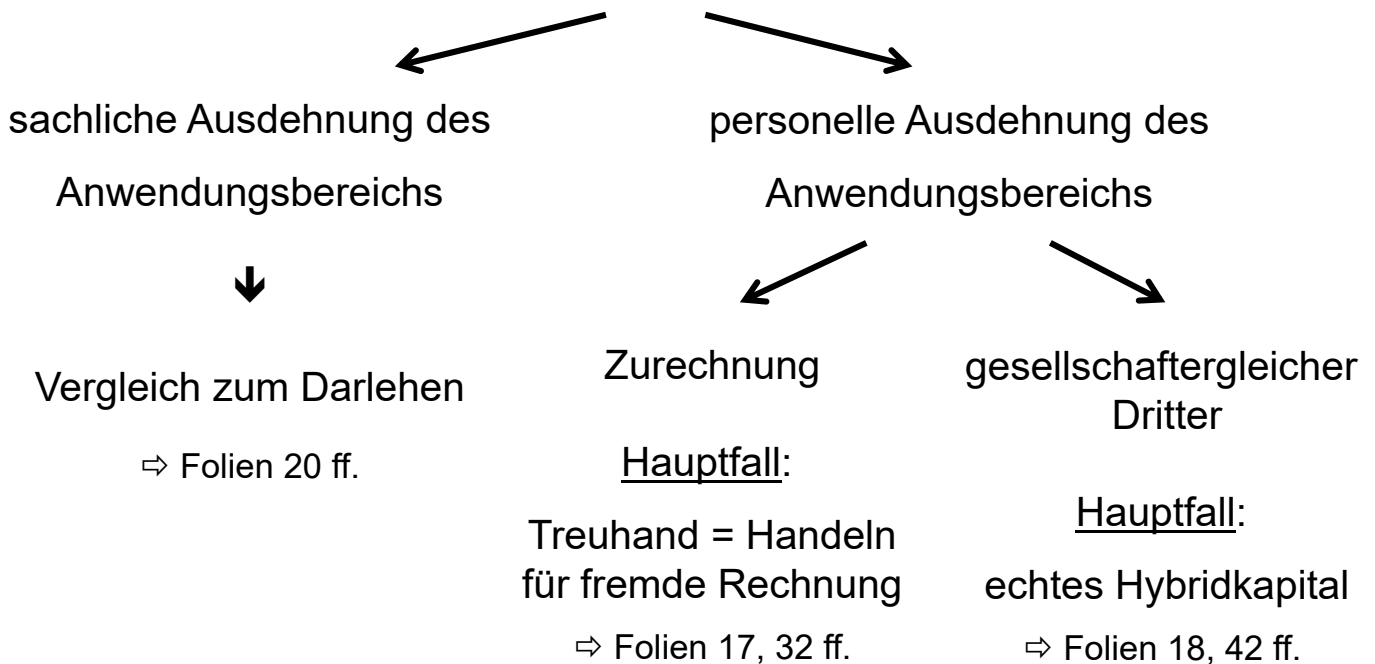 sachliche Ausdehnung des
Anwendungsbereichs
Vergleich zum Darlehen
⇨ Folien 20 ff.
personelle Ausdehnung des
Anwendungsbereichs
Zurechnung
Hauptfall:
Treuhand = Handeln
für fremde Rechnung
⇨ Folien 17, 32 ff.
gesellschaftergleicher
Dritter
Hauptfall:
echtes Hybridkapital
⇨ Folien 18, 42 ff.